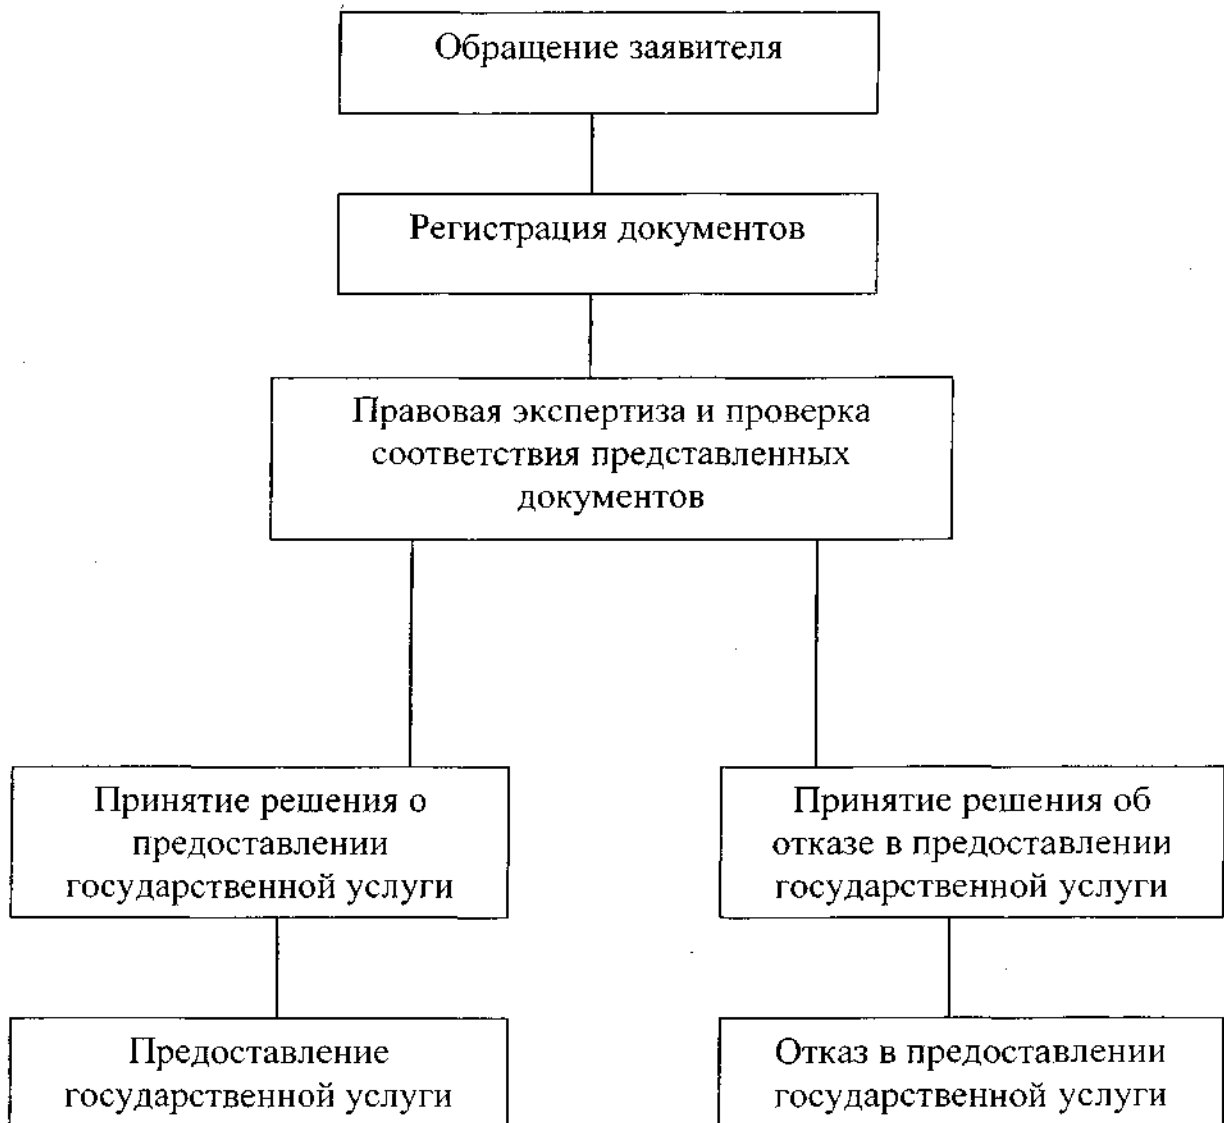 Обращение заявителя
Регистрация документов
Правовая экспертиза и проверка
соответствия представленных
документов
Принятие решения о
предоставлении
государственной услуги
Принятие решения об
отказе в предоставлении
государственной услуги
Предоставление
государственной услуги
Отказ в предоставлении
государственной услуги